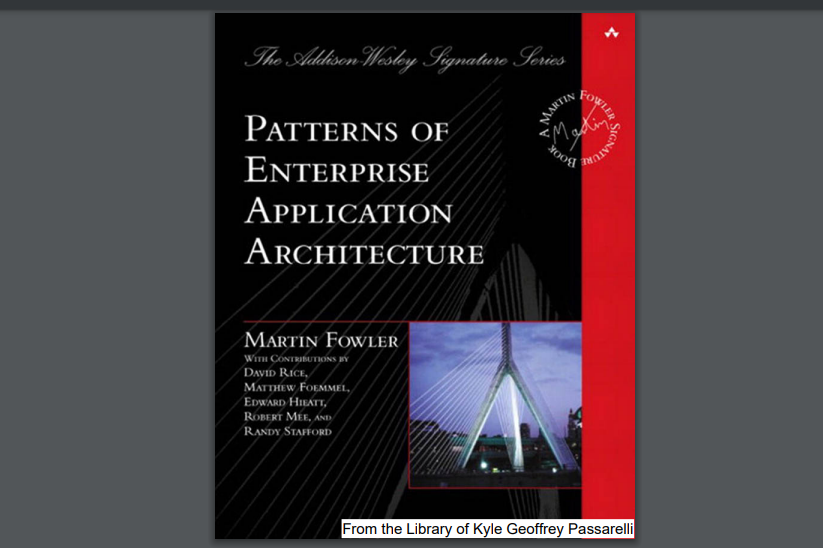 The Addison-Wesley Signature Series
A MARTIN FOWLER SIGNATURE BOOK
Martin
PATTERNS OF
ENTERPRISE
APPLICATION
ARCHITECTURE
MARTIN FOWLER
WITH CONTRIBUTIONS BY
DAVID RICE,
MATTHEW FOEMMEL,
EDWARD HIEATT,
ROBERT MEE, AND
RANDY STAFFORD
From the Library of Kyle Geoffrey Passarelli